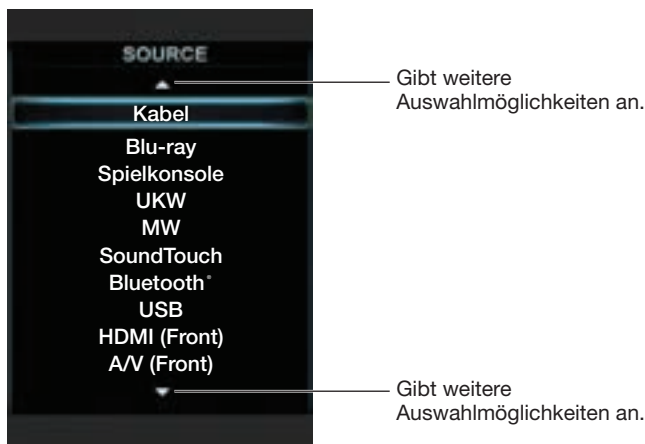 SOURCE
Gibt weitere
Auswahlmöglichkeiten an.
Kabel
Blu-ray
Spielkonsole
UKW
MW
SoundTouch
Bluetooth®
USB
HDMI (Front)
A/V (Front)
Gibt weitere
Auswahlmöglichkeiten an.